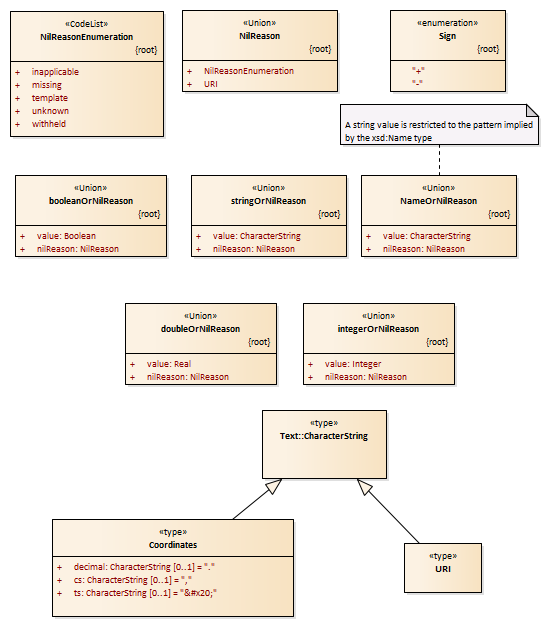 «CodeList»
NilReasonEnumeration
{root}
+ inapplicable
+ missing
+ template
+ unknown
+ withheld
«Union»
NilReason
{root}
+ NilReasonEnumeration
+ URI
«enumeration»
Sign
{root}
"+"
"-"
A string value is restricted to the pattern implied
by the xsd:Name type
«Union»
booleanOrNilReason
{root}
+ value: Boolean
+ nilReason: NilReason
«Union»
stringOrNilReason
{root}
+ value: CharacterString
+ nilReason: NilReason
«Union»
NameOrNilReason
{root}
+ value: CharacterString
+ nilReason: NilReason
«Union»
doubleOrNilReason
{root}
+ value: Real
+ nilReason: NilReason
«Union»
integerOrNilReason
{root}
+ value: Integer
+ nilReason: NilReason
«type»
Text::CharacterString
«type»
Coordinates
+ decimal: CharacterString [0..1] = "."
+ cs: CharacterString [0..1] = ","
+ ts: CharacterString [0..1] = "&#x20;"
«type»
URI